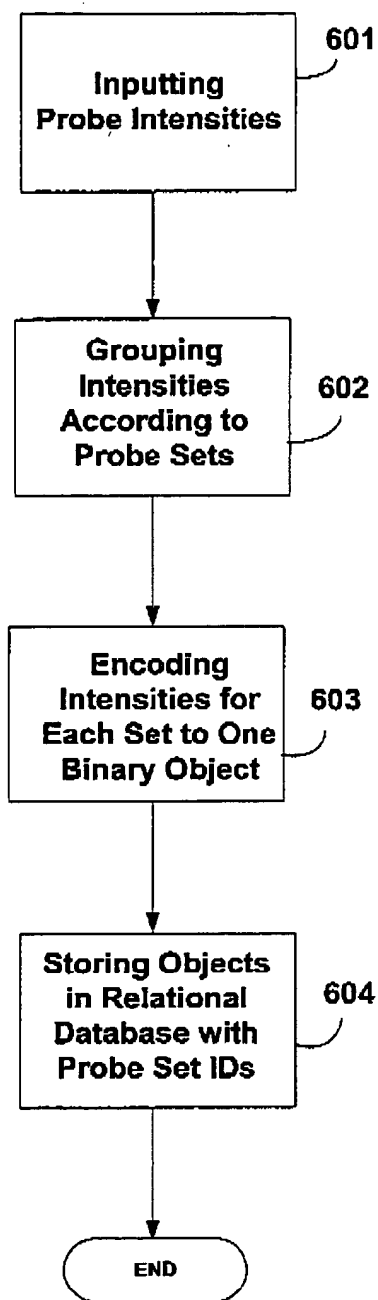 601
Inputting
Probe Intensities
Grouping
Intensities
According to
Probe Sets
602
Encoding
Intensities for
Each Set to One
Binary Object
603
Storing Objects
in Relational
Database with
Probe Set IDs
604
END